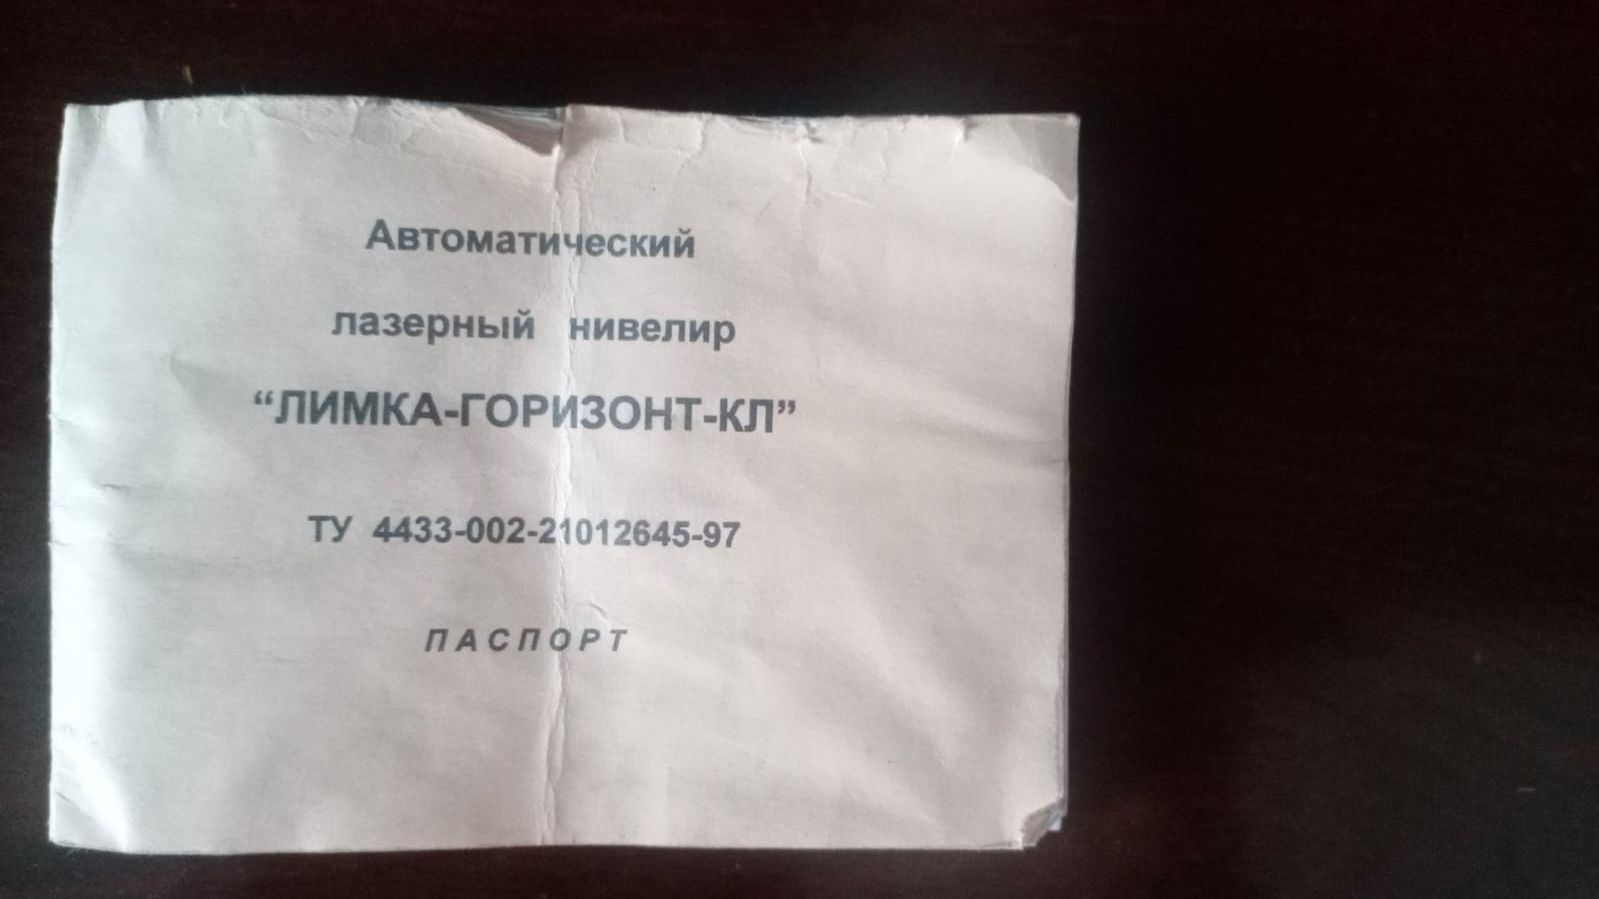 Автоматический
лазерный нивелир
“ЛИМКА-ГОРИЗОНТ-КЛ”
ТУ 4433-002-21012645-97
ПАСПОРТ